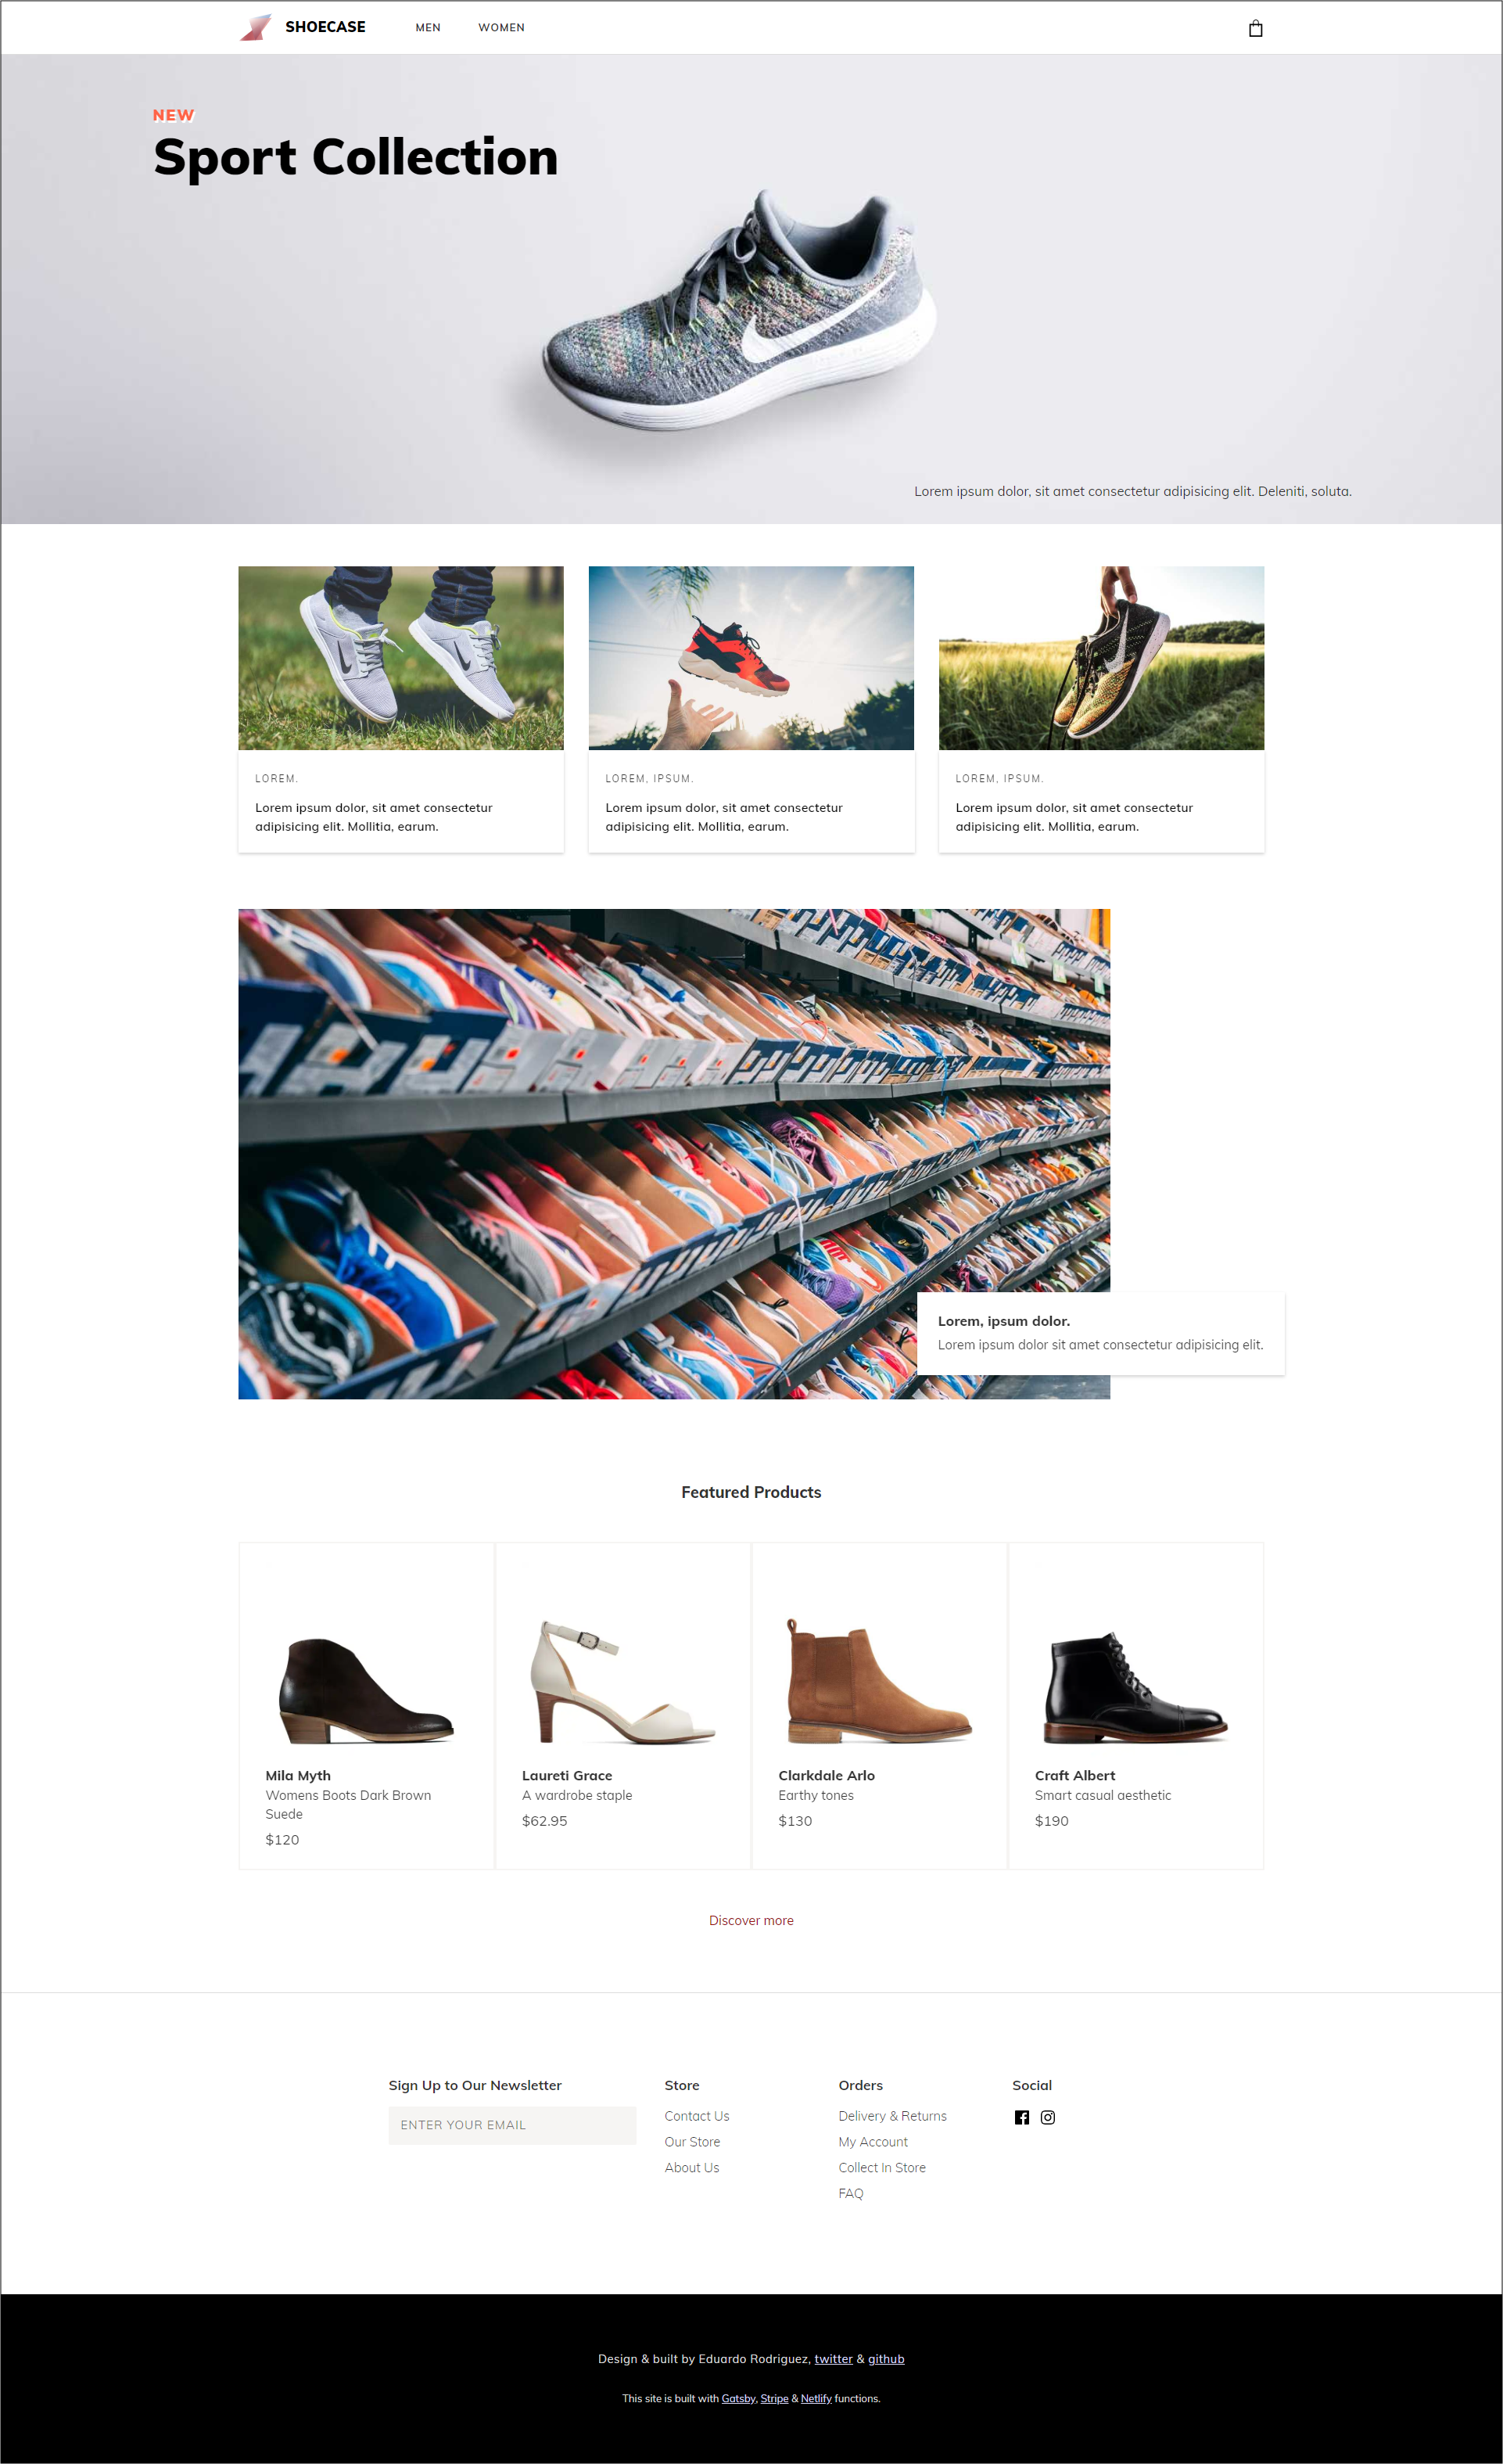 SHOECASE
MEN
WOMEN
NEW
Sport Collection
Lorem ipsum dolor, sit amet consectetur adipisicing elit. Deleniti, soluta.
LOREM.
Lorem ipsum dolor, sit amet consectetur
adipisicing elit. Mollitia, earum.
LOREM, IPSUM.
Lorem ipsum dolor, sit amet consectetur
adipisicing elit. Mollitia, earum.
LOREM, IPSUM.
Lorem ipsum dolor, sit amet consectetur
adipisicing elit. Mollitia, earum.
Lorem, ipsum dolor.
Lorem ipsum dolor sit amet consectetur adipisicing elit.
Featured Products
Mila Myth
Womens Boots Dark Brown
Suede
$120
Laureti Grace
A wardrobe staple
$62.95
Clarkdale Arlo
Earthy tones
$130
Craft Albert
Smart casual aesthetic
$190
Discover more
Sign Up to Our Newsletter
ENTER YOUR EMAIL
Store
Contact Us
Our Store
About Us
Orders
Delivery & Returns
My Account
Collect In Store
FAQ
Social
Design & built by Eduardo Rodriguez, twitter & github
This site is built with Gatsby, Stripe & Netlify functions.